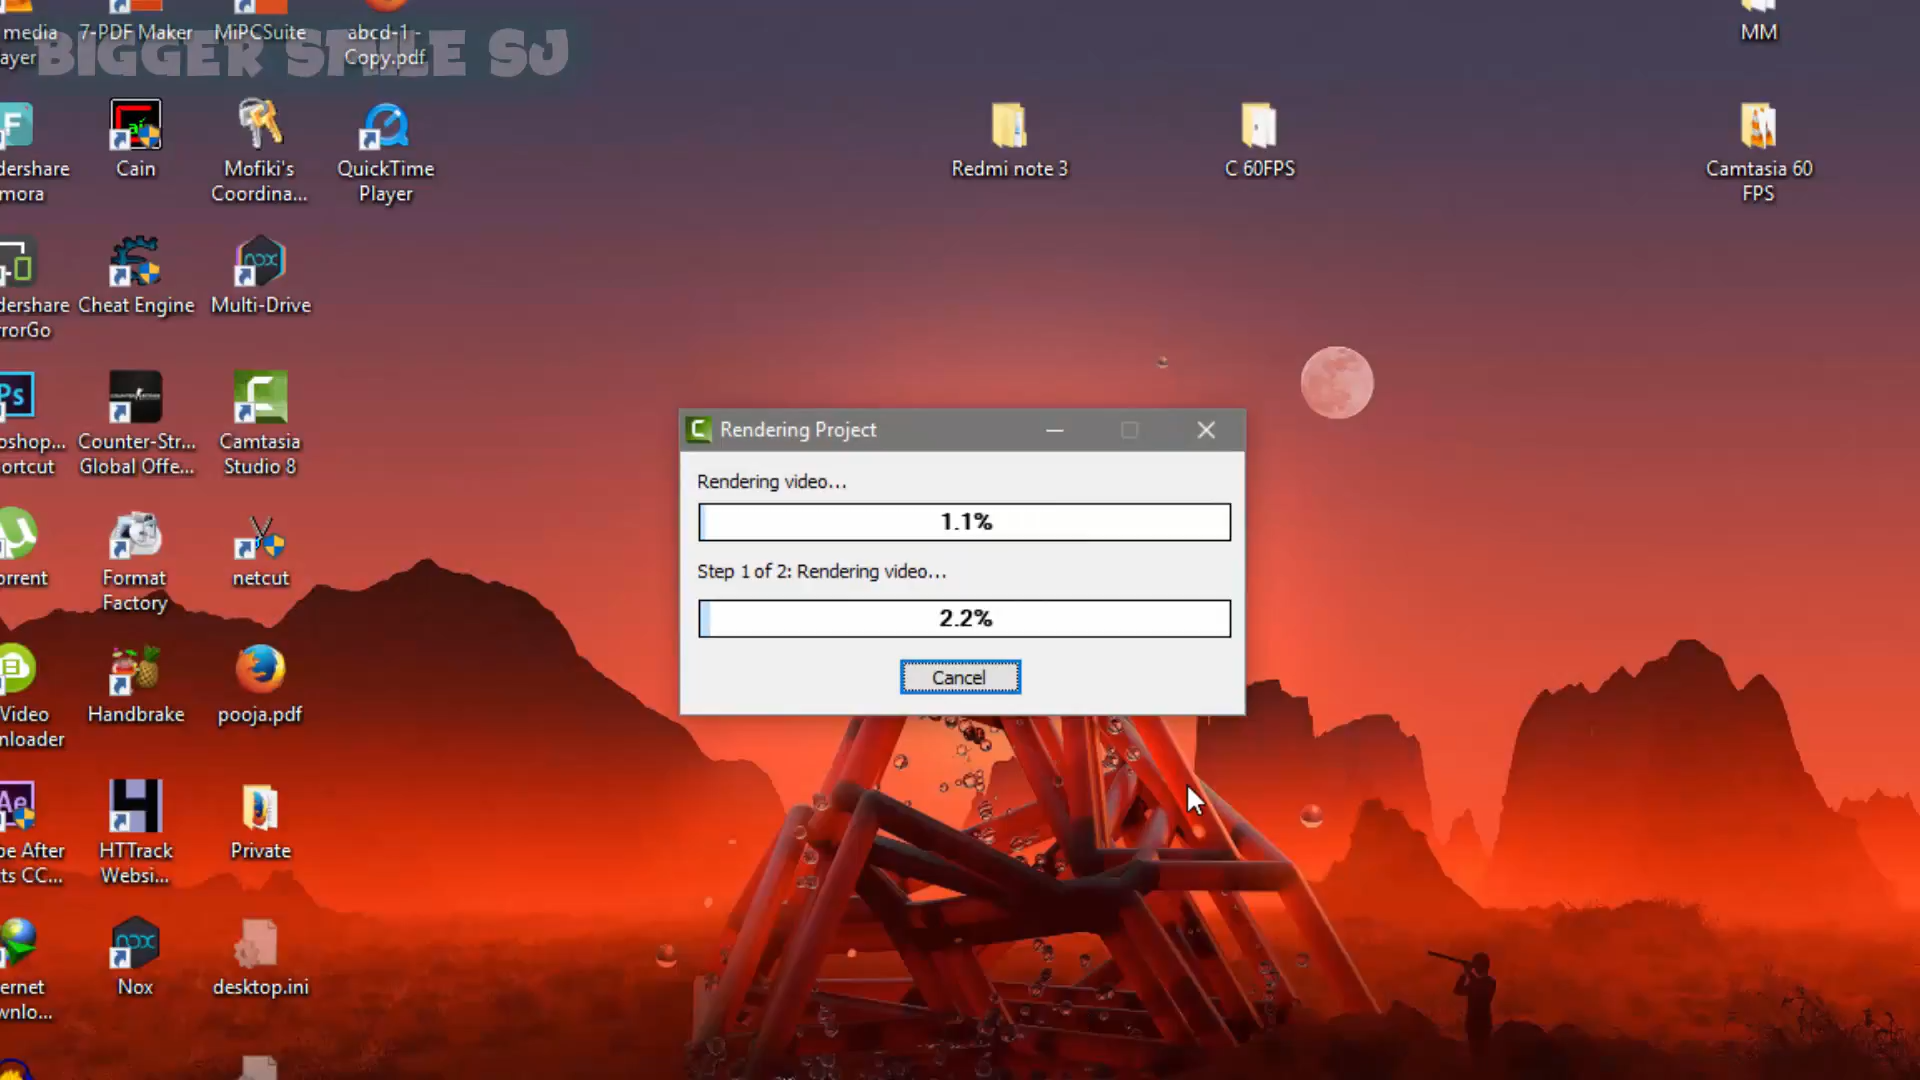 media
7-PDF Maker
MiPCSuite
abcd-1 -
Copy.pdf
MM
ayer
BIGGER SMILE SJ
dershare
mora
Cain
Mofiki's
Coordina...
QuickTime
Player
Redmi note 3
C 60FPS
Camtasia 60
FPS
dershare
rorGo
Cheat Engine
nox
Multi-Drive
Ps
oshop...
ortcut
Counter-Str...
Global Offe...
Camtasia
Studio 8
Rendering Project
Rendering video...
1.1%
Step 1 of 2: Rendering video...
2.2%
Cancel
orrent
Format
Factory
netcut
Video
nloader
Handbrake
pooja.pdf
Ae
be After
ts CC...
HTTrack
Websi...
Private
ernet
wnlo...
nox
Nox
desktop.ini